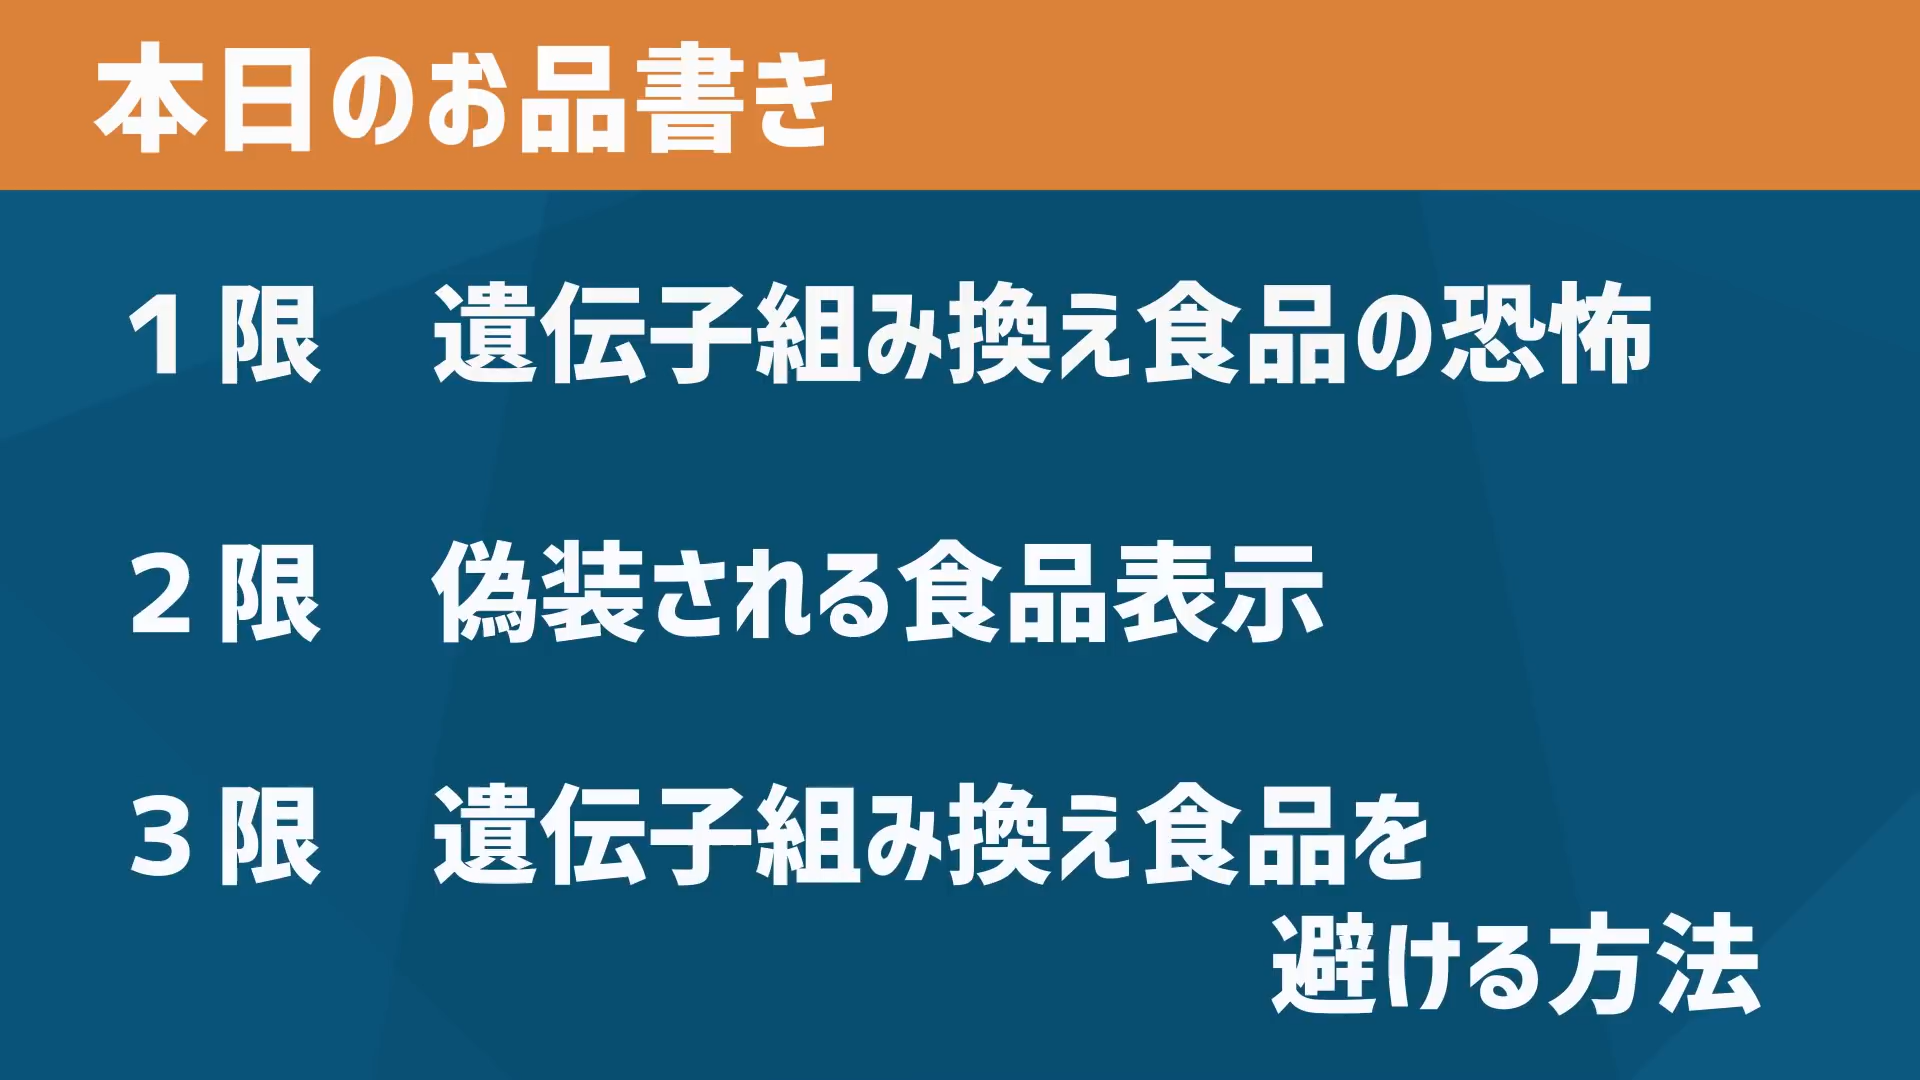 本日のお品書き
1限　遺伝子組み換え食品の恐怖
2限　偽装される食品表示
3限　遺伝子組み換え食品を
避ける方法